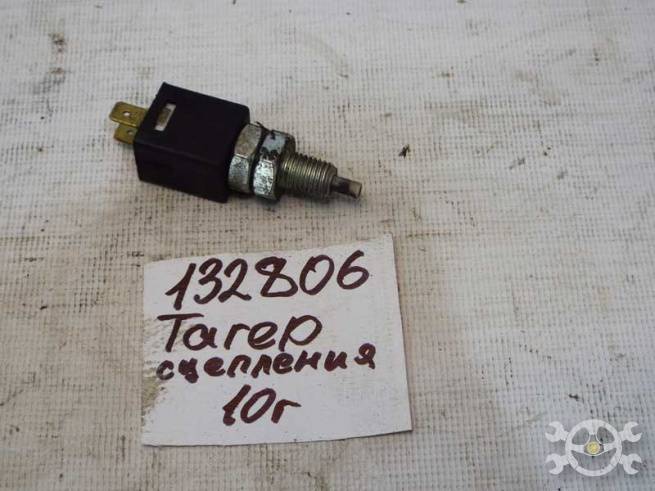 132806
Тагер
сцепления
10г